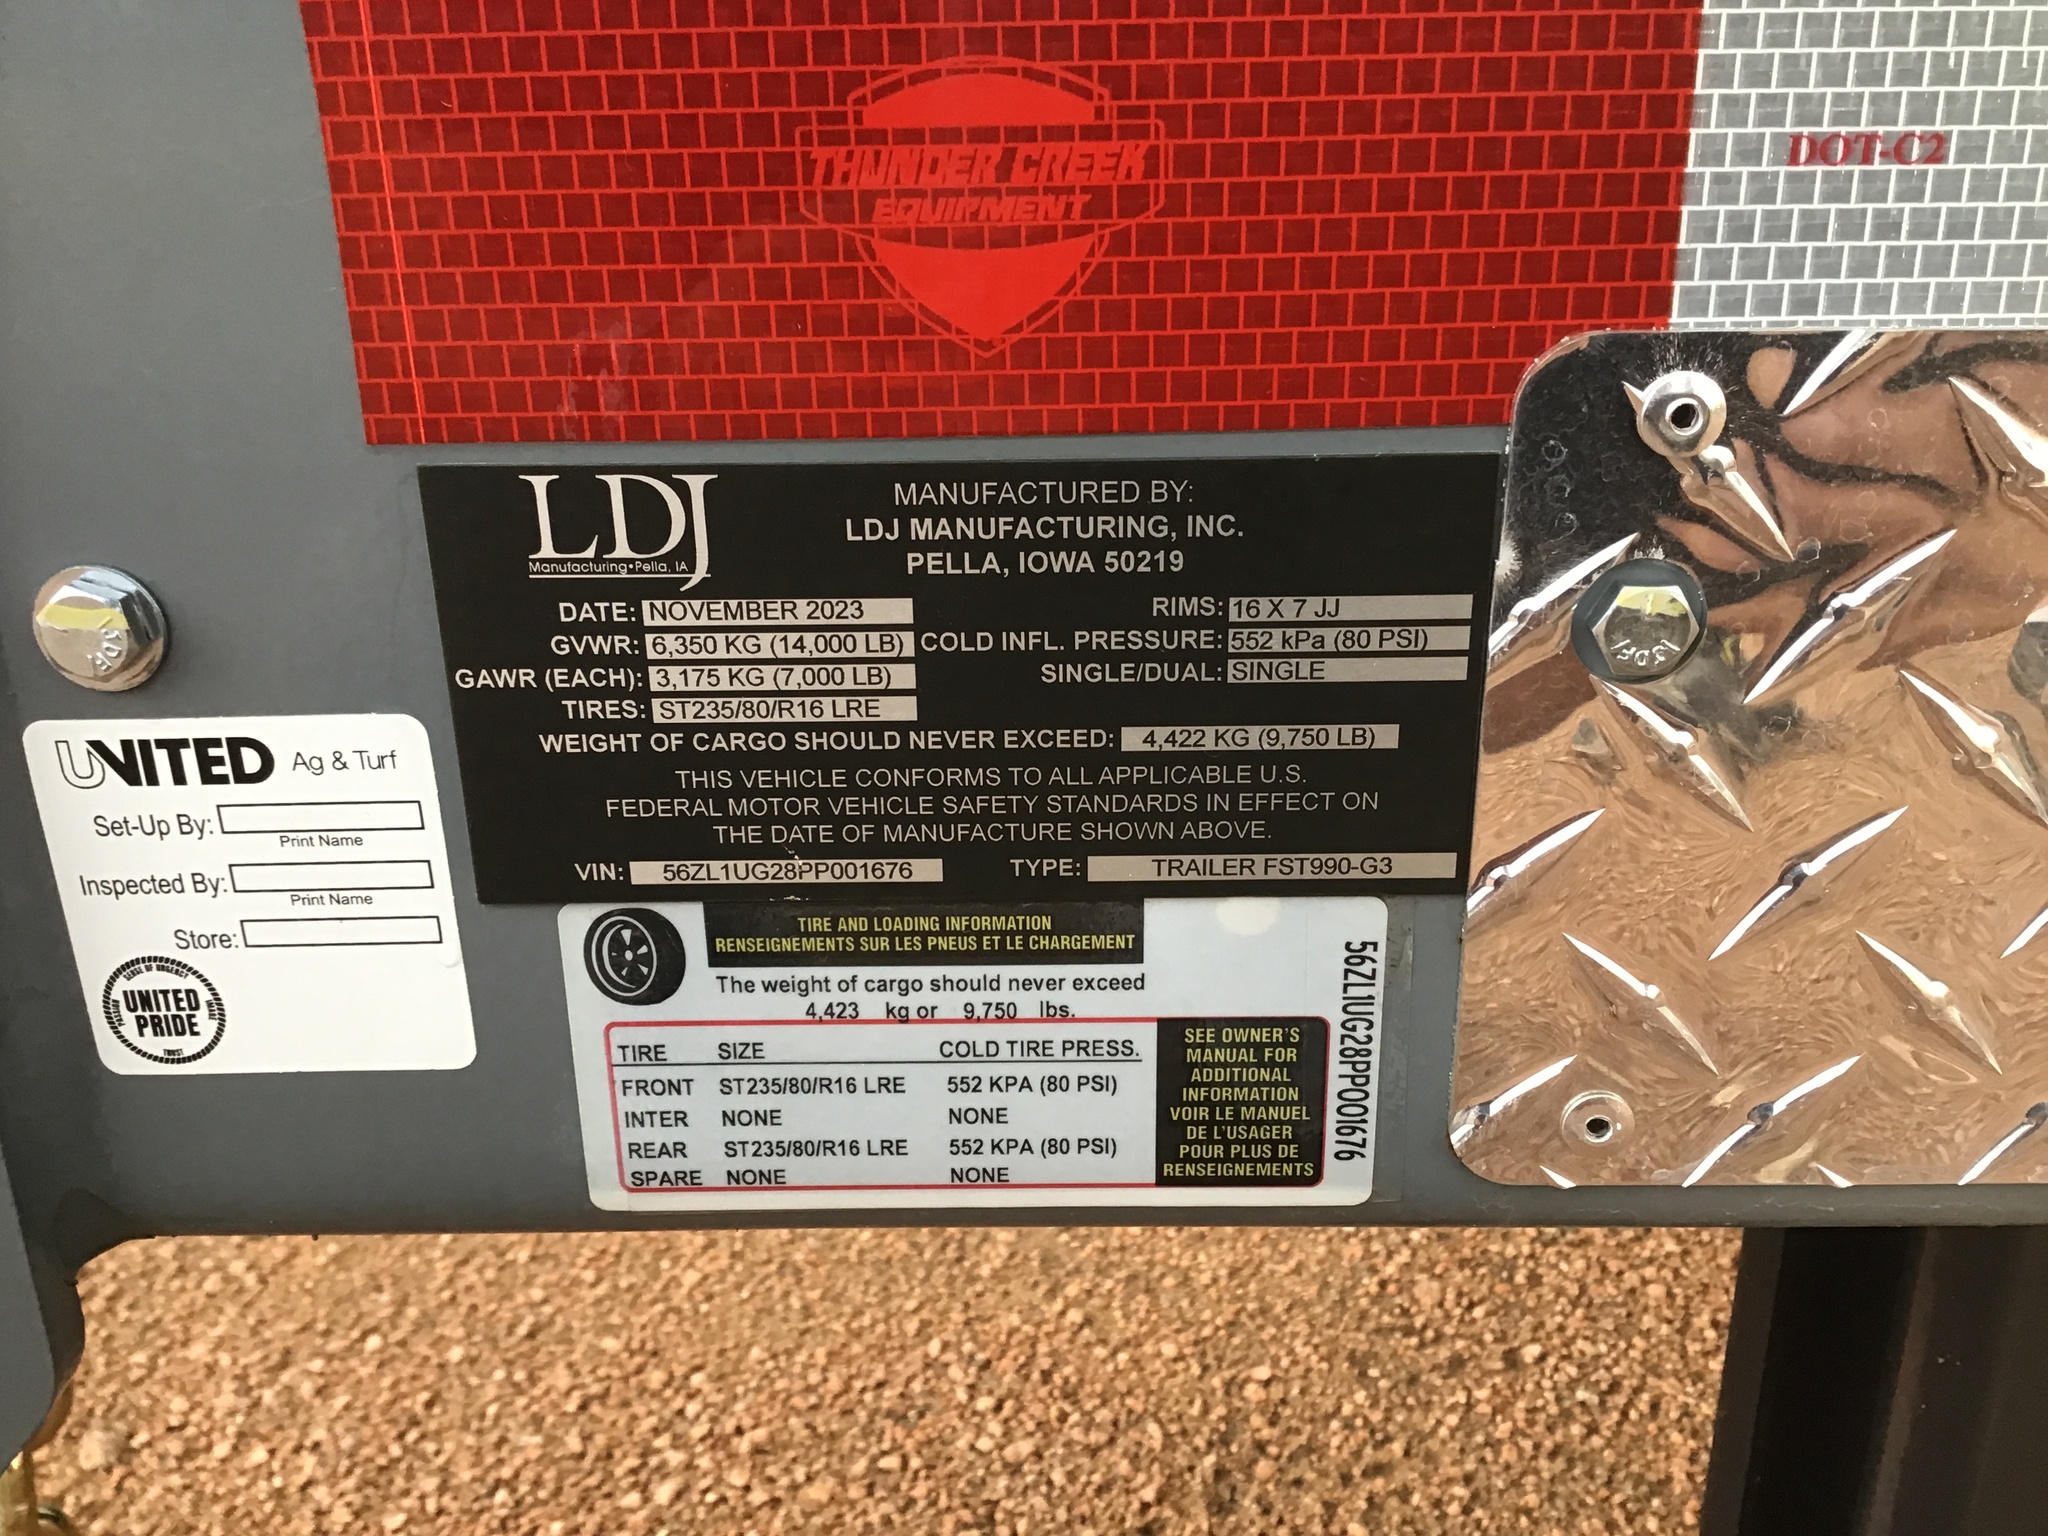 THUNDER CREEK
EQUIPMENT
DOT-C2
LDJ
Manufacturing•Pella, IA
MANUFACTURED BY:
LDJ MANUFACTURING, INC.
PELLA, IOWA 50219
DATE: NOVEMBER 2023
RIMS: 16 X 7 JJ
GVWR: 6,350 KG (14,000 LB)
COLD INFL. PRESSURE: 552 kPa (80 PSI)
GAWR (EACH): 3,175 KG (7,000 LB)
SINGLE/DUAL: SINGLE
TIRES: ST235/80/R16 LRE
WEIGHT OF CARGO SHOULD NEVER EXCEED: 4,422 KG (9,750 LB)
THIS VEHICLE CONFORMS TO ALL APPLICABLE U.S.
FEDERAL MOTOR VEHICLE SAFETY STANDARDS IN EFFECT ON
THE DATE OF MANUFACTURE SHOWN ABOVE.
VIN: 56ZL1UG28PP001676
TYPE: TRAILER FST990-G3
UNITED Ag & Turf
Set-Up By:
Print Name
Inspected By:
Print Name
Store:
SENSE OF URGENCY
PASSION
IMAGE
UNITED
PRIDE
TRUST
TIRE AND LOADING INFORMATION
RENSEIGNEMENTS SUR LES PNEUS ET LE CHARGEMENT
The weight of cargo should never exceed
4,423 kg or 9,750 lbs.
TIRE SIZE COLD TIRE PRESS.
FRONT ST235/80/R16 LRE 552 KPA (80 PSI)
INTER NONE NONE
REAR ST235/80/R16 LRE 552 KPA (80 PSI)
SPARE NONE NONE
SEE OWNER'S
MANUAL FOR
ADDITIONAL
INFORMATION
VOIR LE MANUEL
DE L'USAGER
POUR PLUS DE
RENSEIGNEMENTS
56ZL1UG28PP001676